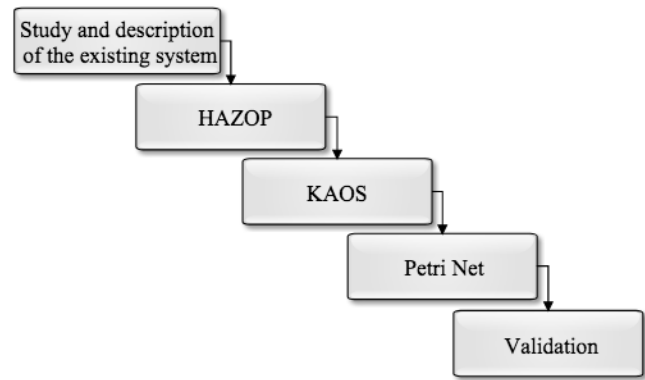 Study and description
of the existing system
HAZOP
KAOS
Petri Net
Validation